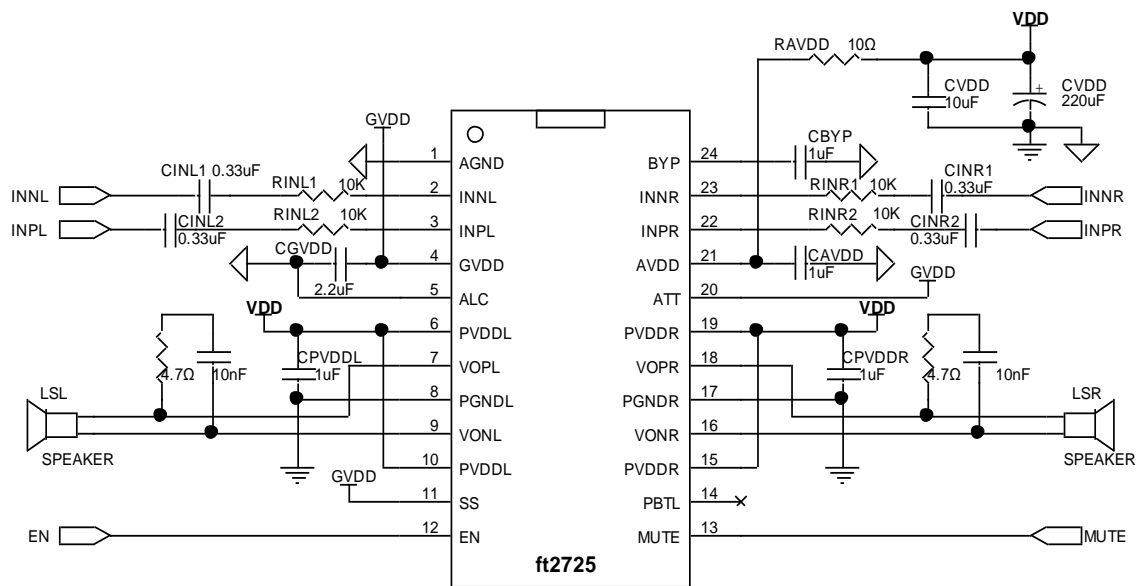 VDD
RAVDD 10Ω
CVDD
10uF
CVDD
220uF
+
GVDD
CBYP
1uF
1 AGND
BYP 24
CINL1 0.33uF
RINL1 10K
INNL
2 INNL
INNR 23
RINR1 10K
CINR1
0.33uF
INNR
INPL
CINL2
0.33uF
RINL2 10K
3 INPL
INPR 22
RINR2 10K
CINR2
0.33uF
INPR
CGVDD
2.2uF
4 GVDD
AVDD 21
CAVDD
1uF
5 ALC
ATT 20
GVDD
VDD
6 PVDDL
PVDDR 19
VDD
4.7Ω
10nF
CPVDDL
1uF
7 VOPL
VOPR 18
CPVDDR
1uF
4.7Ω
10nF
LSL
8 PGNDL
PGNDR 17
LSR
9 VONL
VONR 16
SPEAKER
SPEAKER
10 PVDDL
PVDDR 15
GVDD
11 SS
PBTL 14
EN
12 EN
MUTE 13
MUTE
ft2725